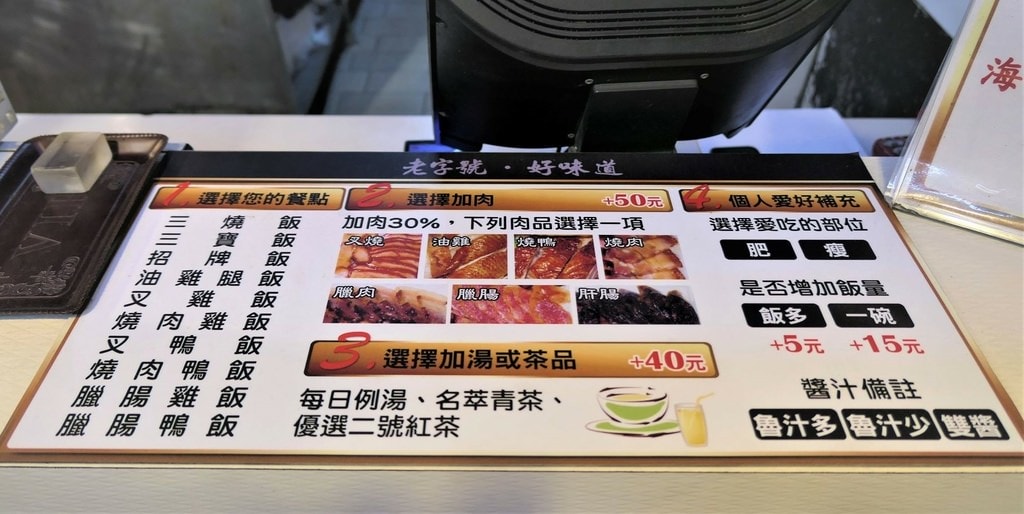 老字號・好味道
1. 選擇您的餐點
三燒飯
三寶飯
招牌飯
油雞腿飯
叉雞飯
燒肉雞飯
叉鴨飯
燒肉鴨飯
臘腸雞飯
臘腸鴨飯
2. 選擇加肉 +50元
加肉30%,下列肉品選擇一項
叉燒 油雞 燒鴨 燒肉
臘肉 臘腸 肝腸
3. 選擇加湯或茶品 +40元
每日例湯、名萃青茶、
優選二號紅茶
4. 個人愛好補充
選擇愛吃的部位
肥 瘦
是否增加飯量
飯多 一碗
+5元 +15元
醬汁備註
魯汁多 魯汁少 雙醬
海